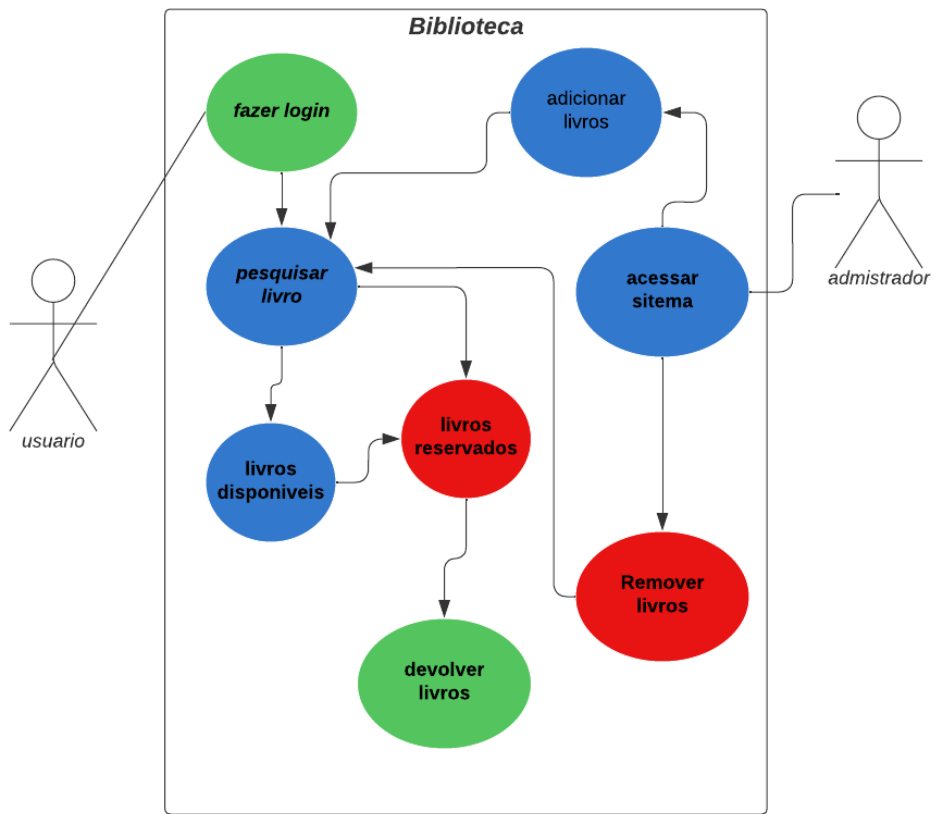 Biblioteca
fazer login
adicionar
livros
pesquisar
livro
acessar
sitema
admistrador
usuario
livros
reservados
livros
disponiveis
Remover
livros
devolver
livros